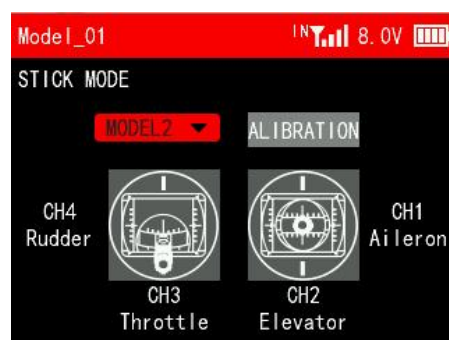 Model_01 IN 8.0V
STICK MODE
MODEL2 ALIBRATION
CH4 CH1
Rudder Aileron
CH3 CH2
Throttle Elevator